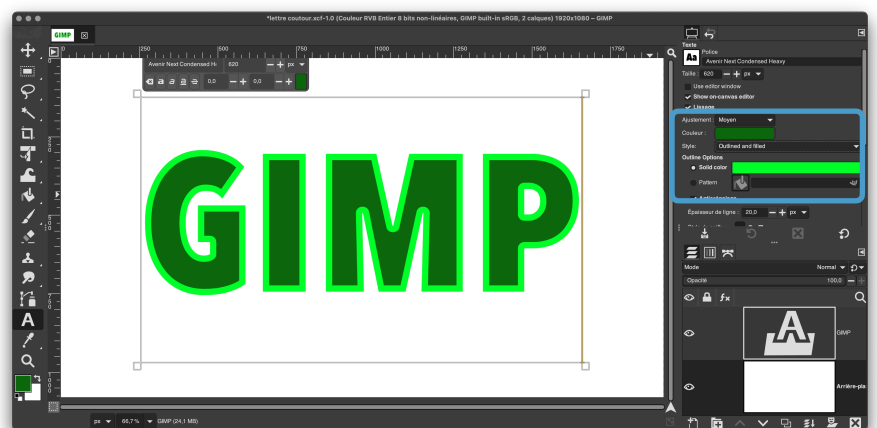 *lettre coutour.xcf-1.0 (Couleur RVB Entier 8 bits non-linéaires, GIMP built-in sRGB, 2 calques) 1920x1080 – GIMP
GIMP
0 250 500 750 1000 1250 1500 1750
Avenir Next Condensed H 620 px
0,0 0,0
GIMP
Texte
Police
Aa Avenir Next Condensed Heavy
Taille : 620 px
Use editor window
Show on-canvas editor
Lissage
Ajustement : Moyen
Couleur :
Style: Outlined and filled
Outline Options
Solid color
Pattern
Épaisseur de ligne : 20,0 px
Mode Normal
Opacité 100,0
fx
GIMP
Arrière-pla
px 66,7 % GIMP (24,1 MB)